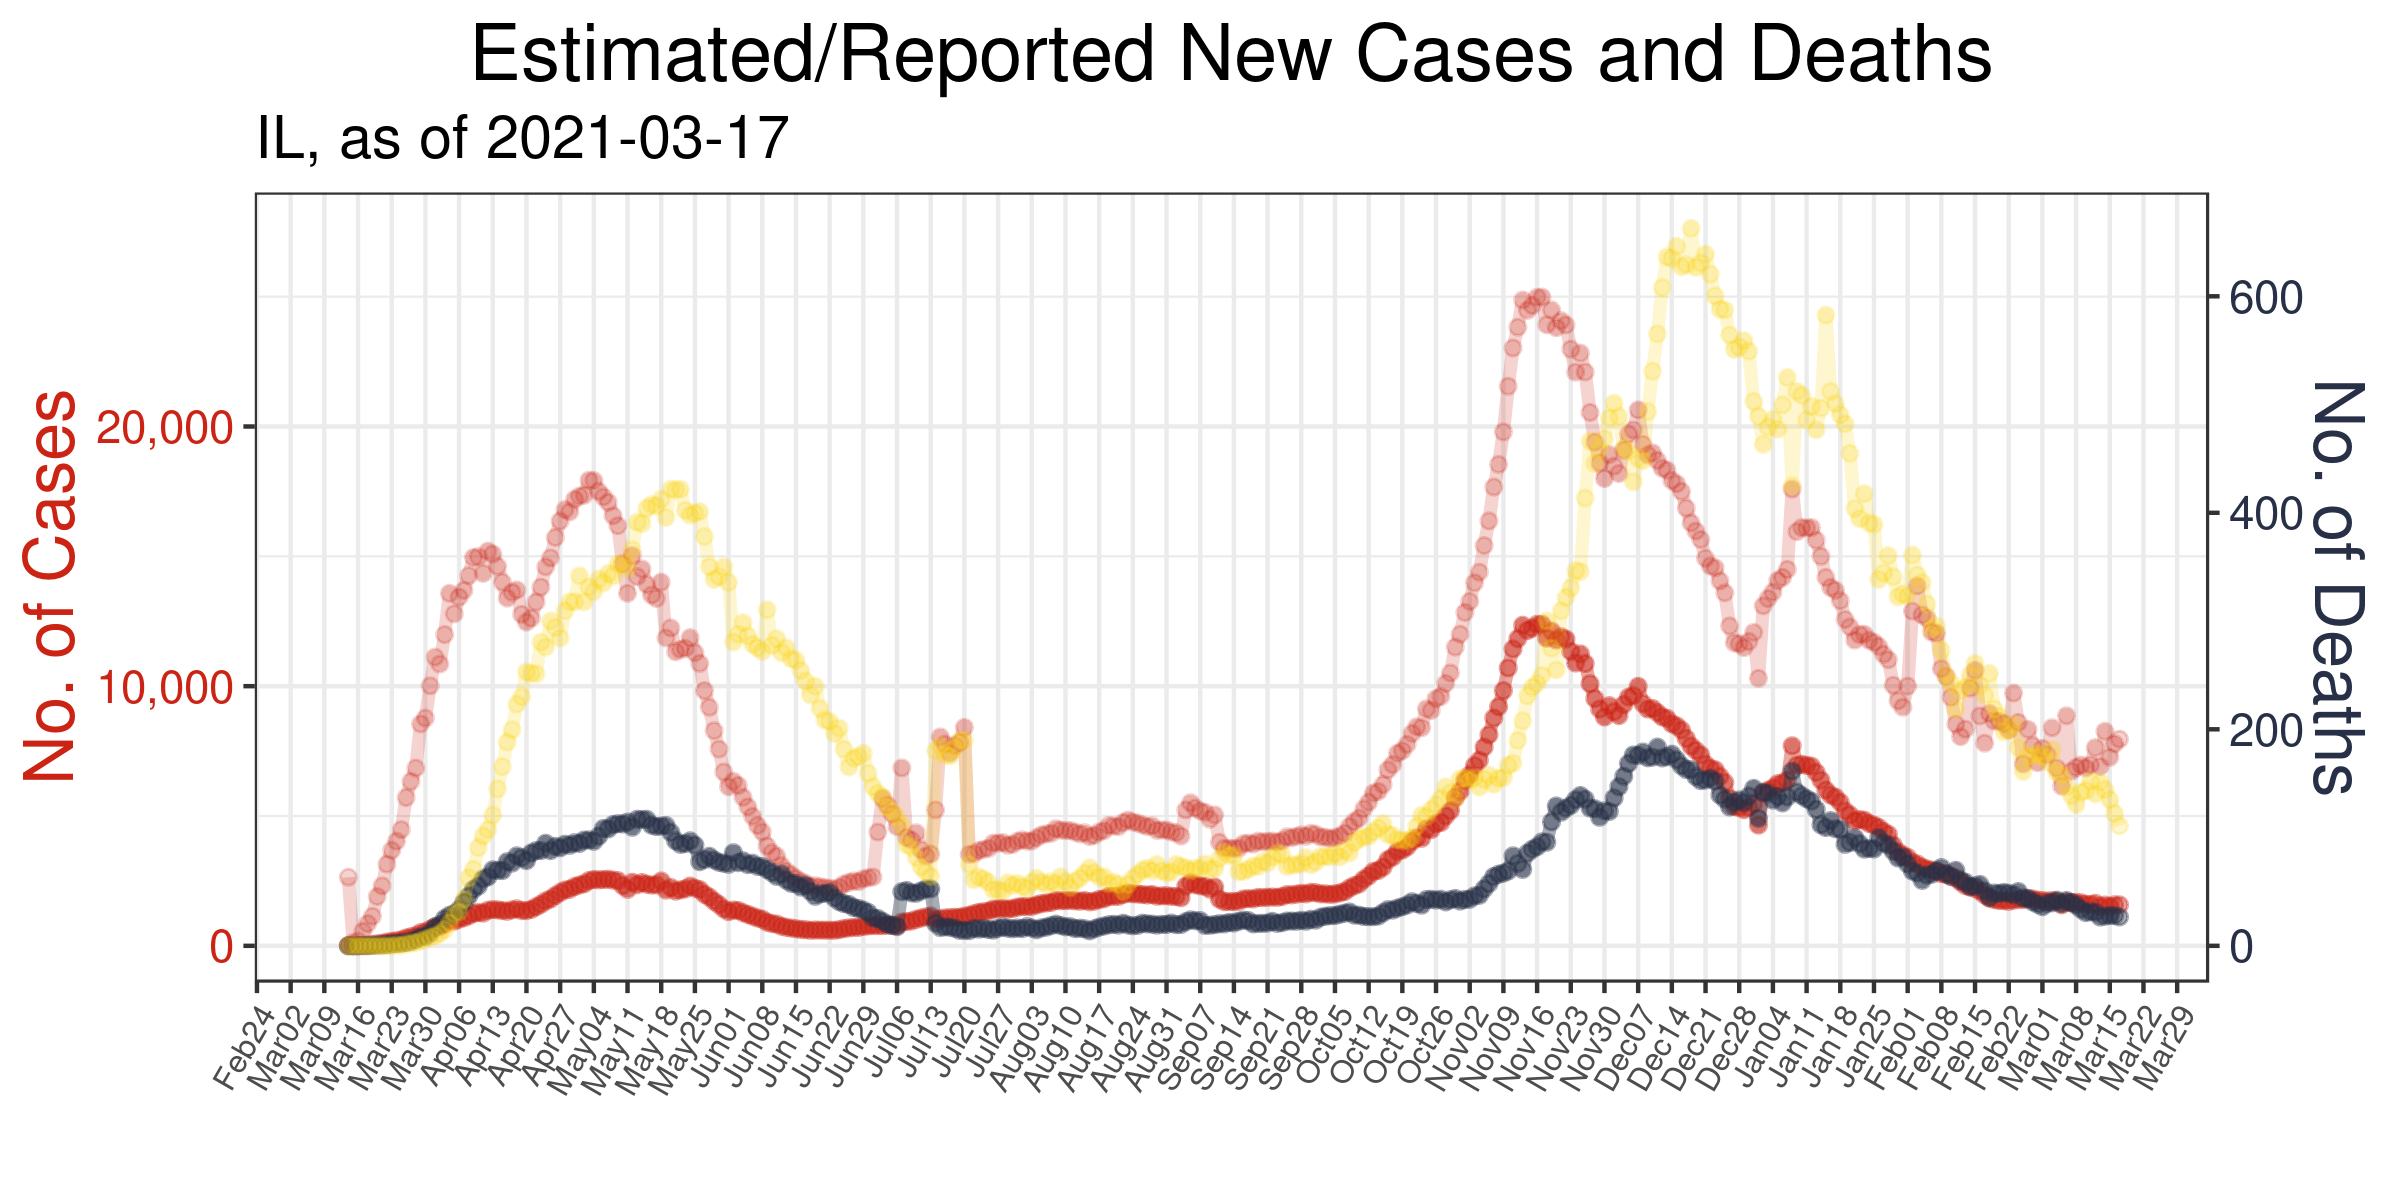 Estimated/Reported New Cases and Deaths
IL, as of 2021-03-17
No. of Cases
20,000
10,000
0
600
400
200
0
No. of Deaths
Feb24
Mar02
Mar09
Mar16
Mar23
Mar30
Apr06
Apr13
Apr20
Apr27
May04
May11
May18
May25
Jun01
Jun08
Jun15
Jun22
Jun29
Jul06
Jul13
Jul20
Jul27
Aug03
Aug10
Aug17
Aug24
Aug31
Sep07
Sep14
Sep21
Sep28
Oct05
Oct12
Oct19
Oct26
Nov02
Nov09
Nov16
Nov23
Nov30
Dec07
Dec14
Dec21
Dec28
Jan04
Jan11
Jan18
Jan25
Feb01
Feb08
Feb15
Feb22
Mar01
Mar08
Mar15
Mar22
Mar29